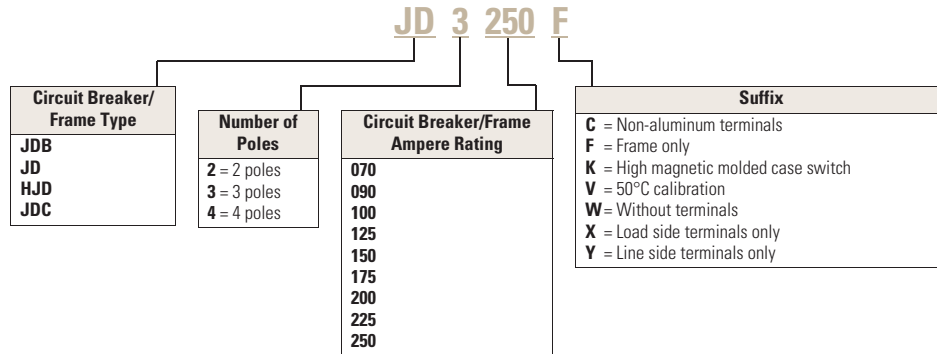 JD 3 250 F
Circuit Breaker/
Frame Type
JDB
JD
HJD
JDC
Number of
Poles
2 = 2 poles
3 = 3 poles
4 = 4 poles
Circuit Breaker/Frame
Ampere Rating
070
090
100
125
150
175
200
225
250
Suffix
C = Non-aluminum terminals
F = Frame only
K = High magnetic molded case switch
V = 50°C calibration
W = Without terminals
X = Load side terminals only
Y = Line side terminals only